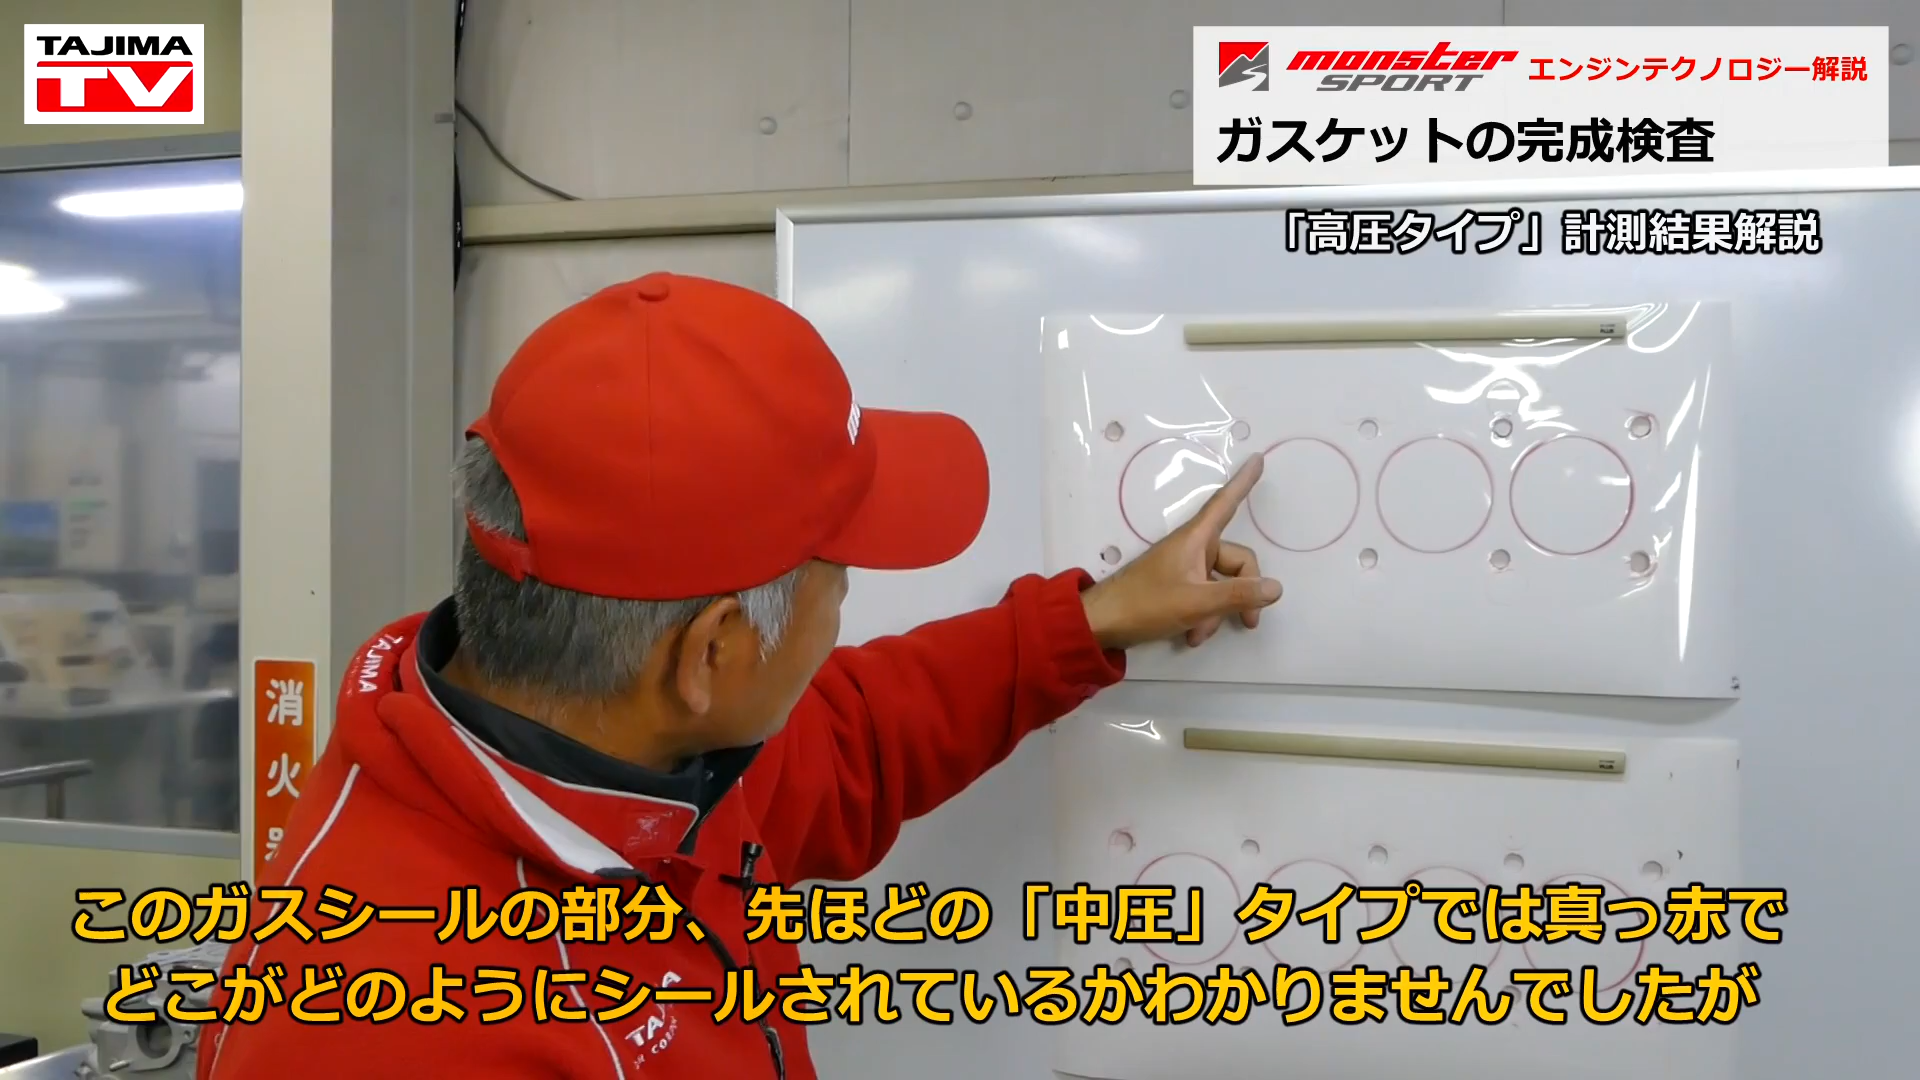 TAJIMA
TV
monster
SPORT
エンジンテクノロジー解説
ガスケットの完成検査
「高圧タイプ」計測結果解説
PLUS
TAJIMA
消火
このガスシールの部分、先ほどの「中圧」タイプでは真っ赤で
どこがどのようにシールされているかわかりませんでしたが